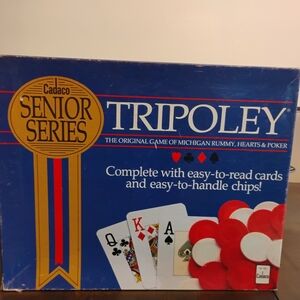 Cadaco
SENIOR
SERIES
TRIPOLEY®
THE ORIGINAL GAME OF MICHIGAN RUMMY, HEARTS & POKER
Complete with easy-to-read cards
and easy-to-handle chips!
Q
K
A
Cadaco